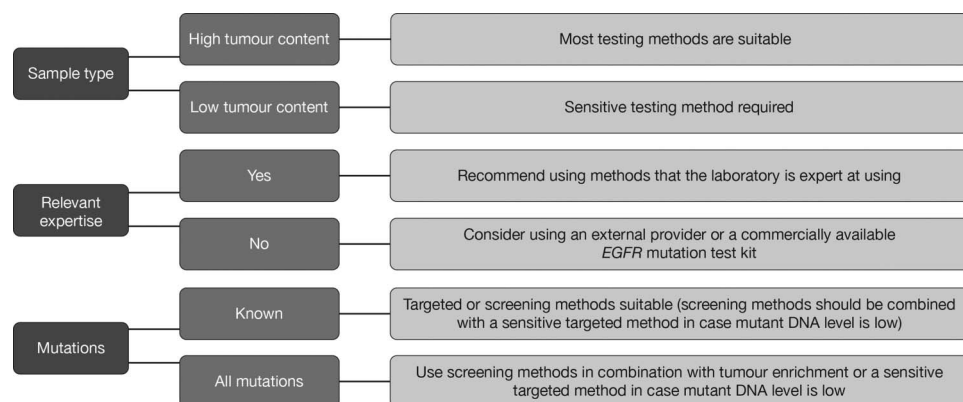 Sample type
High tumour content
Most testing methods are suitable
Low tumour content
Sensitive testing method required
Relevant
expertise
Yes
Recommend using methods that the laboratory is expert at using
No
Consider using an external provider or a commercially available
EGFR mutation test kit
Mutations
Known
Targeted or screening methods suitable (screening methods should be combined
with a sensitive targeted method in case mutant DNA level is low)
All mutations
Use screening methods in combination with tumour enrichment or a sensitive
targeted method in case mutant DNA level is low